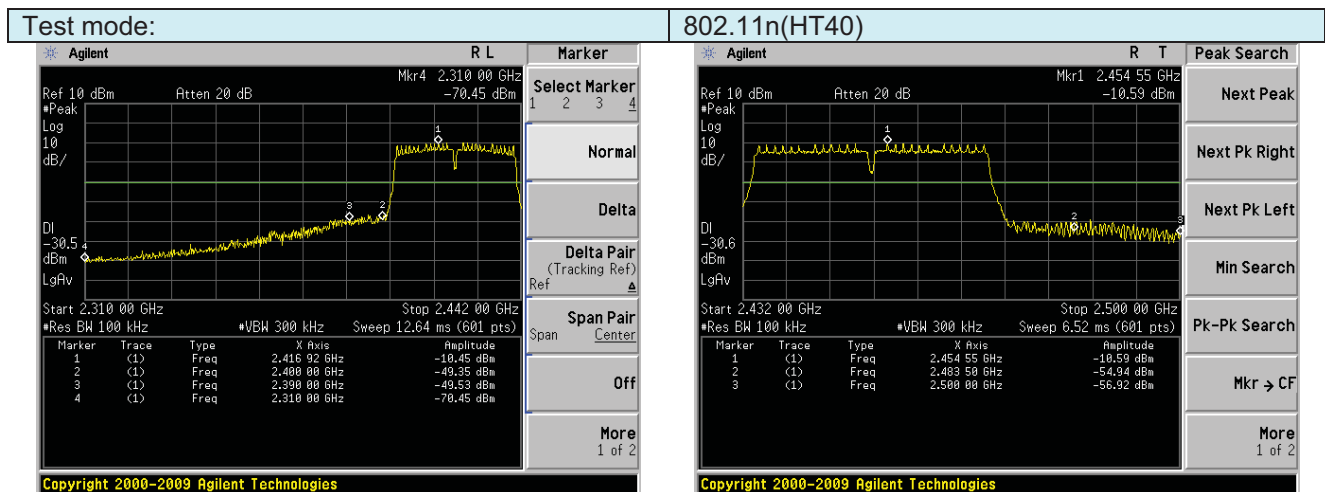 Test mode: 802.11n(HT40)
Agilent R L Marker
Mkr4 2.310 00 GHz
Ref 10 dBm Atten 20 dB -70.45 dBm
#Peak
Log
10
dB/
1
3 2
DI
-30.5
dBm
4
LgAv
Start 2.310 00 GHz Stop 2.442 00 GHz
#Res BW 100 kHz #VBW 300 kHz Sweep 12.64 ms (601 pts)
Marker Trace Type X Axis Amplitude
1 (1) Freq 2.416 92 GHz -10.45 dBm
2 (1) Freq 2.400 00 GHz -49.35 dBm
3 (1) Freq 2.390 00 GHz -49.53 dBm
4 (1) Freq 2.310 00 GHz -70.45 dBm
Select Marker
1 2 3 4
Normal
Delta
Delta Pair
(Tracking Ref)
Ref Δ
Span Pair
Span Center
Off
More
1 of 2
Copyright 2000-2009 Agilent Technologies
Agilent R T Peak Search
Mkr1 2.454 55 GHz
Ref 10 dBm Atten 20 dB -10.59 dBm
#Peak
Log
10
dB/
1
2 3
DI
-30.6
dBm
LgAv
Start 2.432 00 GHz Stop 2.500 00 GHz
#Res BW 100 kHz #VBW 300 kHz Sweep 6.52 ms (601 pts)
Marker Trace Type X Axis Amplitude
1 (1) Freq 2.454 55 GHz -10.59 dBm
2 (1) Freq 2.483 50 GHz -54.94 dBm
3 (1) Freq 2.500 00 GHz -56.92 dBm
Next Peak
Next Pk Right
Next Pk Left
Min Search
Pk-Pk Search
Mkr → CF
More
1 of 2
Copyright 2000-2009 Agilent Technologies